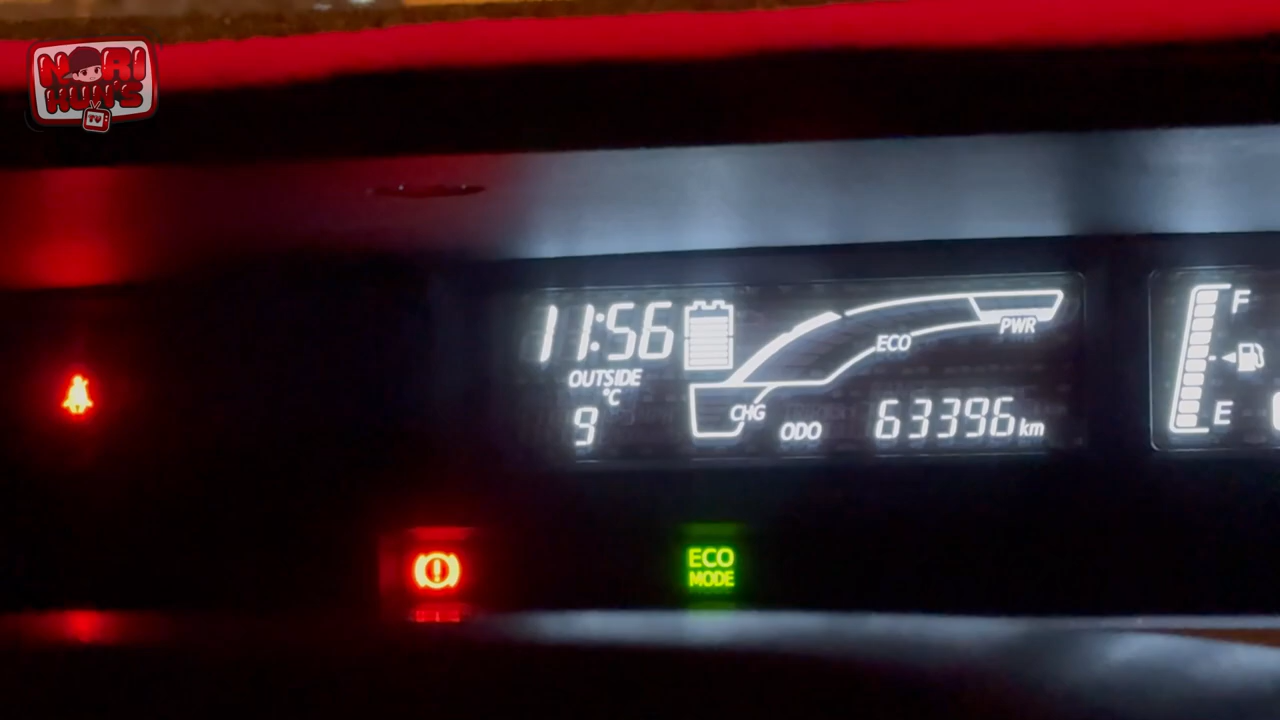 NORI
HUN'S
TV
11:56
OUTSIDE
°C
9
ECO
PWR
CHG
ODO
63396 km
F
E
ECO
MODE